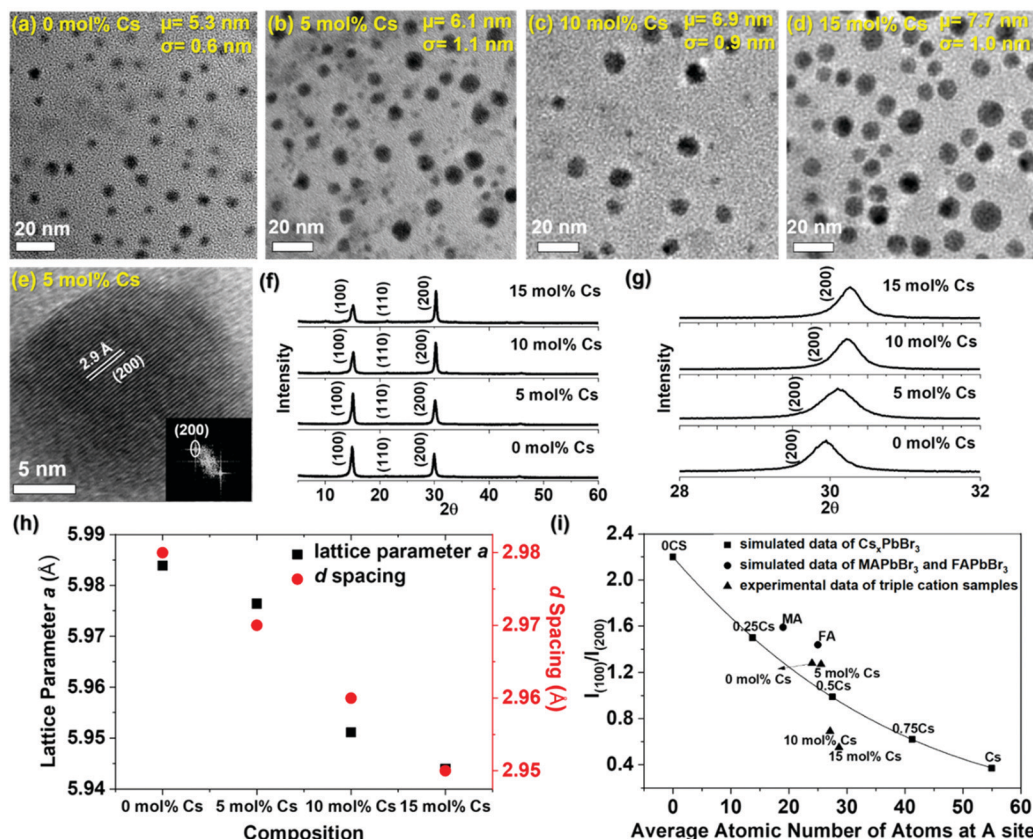 (a) 0 mol% Cs μ= 5.3 nm
σ= 0.6 nm
20 nm
(b) 5 mol% Cs μ= 6.1 nm
σ= 1.1 nm
20 nm
(c) 10 mol% Cs μ= 6.9 nm
σ= 0.9 nm
20 nm
(d) 15 mol% Cs μ= 7.7 nm
σ= 1.0 nm
20 nm
(e) 5 mol% Cs
2.9 Å
(200)
(200)
5 nm
(f)
Intensity
(100) (110) (200) 15 mol% Cs
(100) (110) (200) 10 mol% Cs
(100) (110) (200) 5 mol% Cs
(100) (110) (200) 0 mol% Cs
10 20 30 40 50 60
2θ
(g)
Intensity
(200) 15 mol% Cs
(200) 10 mol% Cs
(200) 5 mol% Cs
(200) 0 mol% Cs
28 30 32
2θ
(h)
Lattice Parameter a (Å)
5.99
5.98
5.97
5.96
5.95
5.94
lattice parameter a
d spacing
2.98
2.97
2.96
2.95
d Spacing (Å)
0 mol% Cs 5 mol% Cs 10 mol% Cs 15 mol% Cs
Composition
(i)
I(100)/I(200)
2.4
2.0
1.6
1.2
0.8
0.4
simulated data of CsxPbBr3
simulated data of MAPbBr3 and FAPbBr3
experimental data of triple cation samples
0CS
0.25Cs
MA
FA
0 mol% Cs
5 mol% Cs
0.5Cs
10 mol% Cs
15 mol% Cs
0.75Cs
Cs
0 10 20 30 40 50 60
Average Atomic Number of Atoms at A site